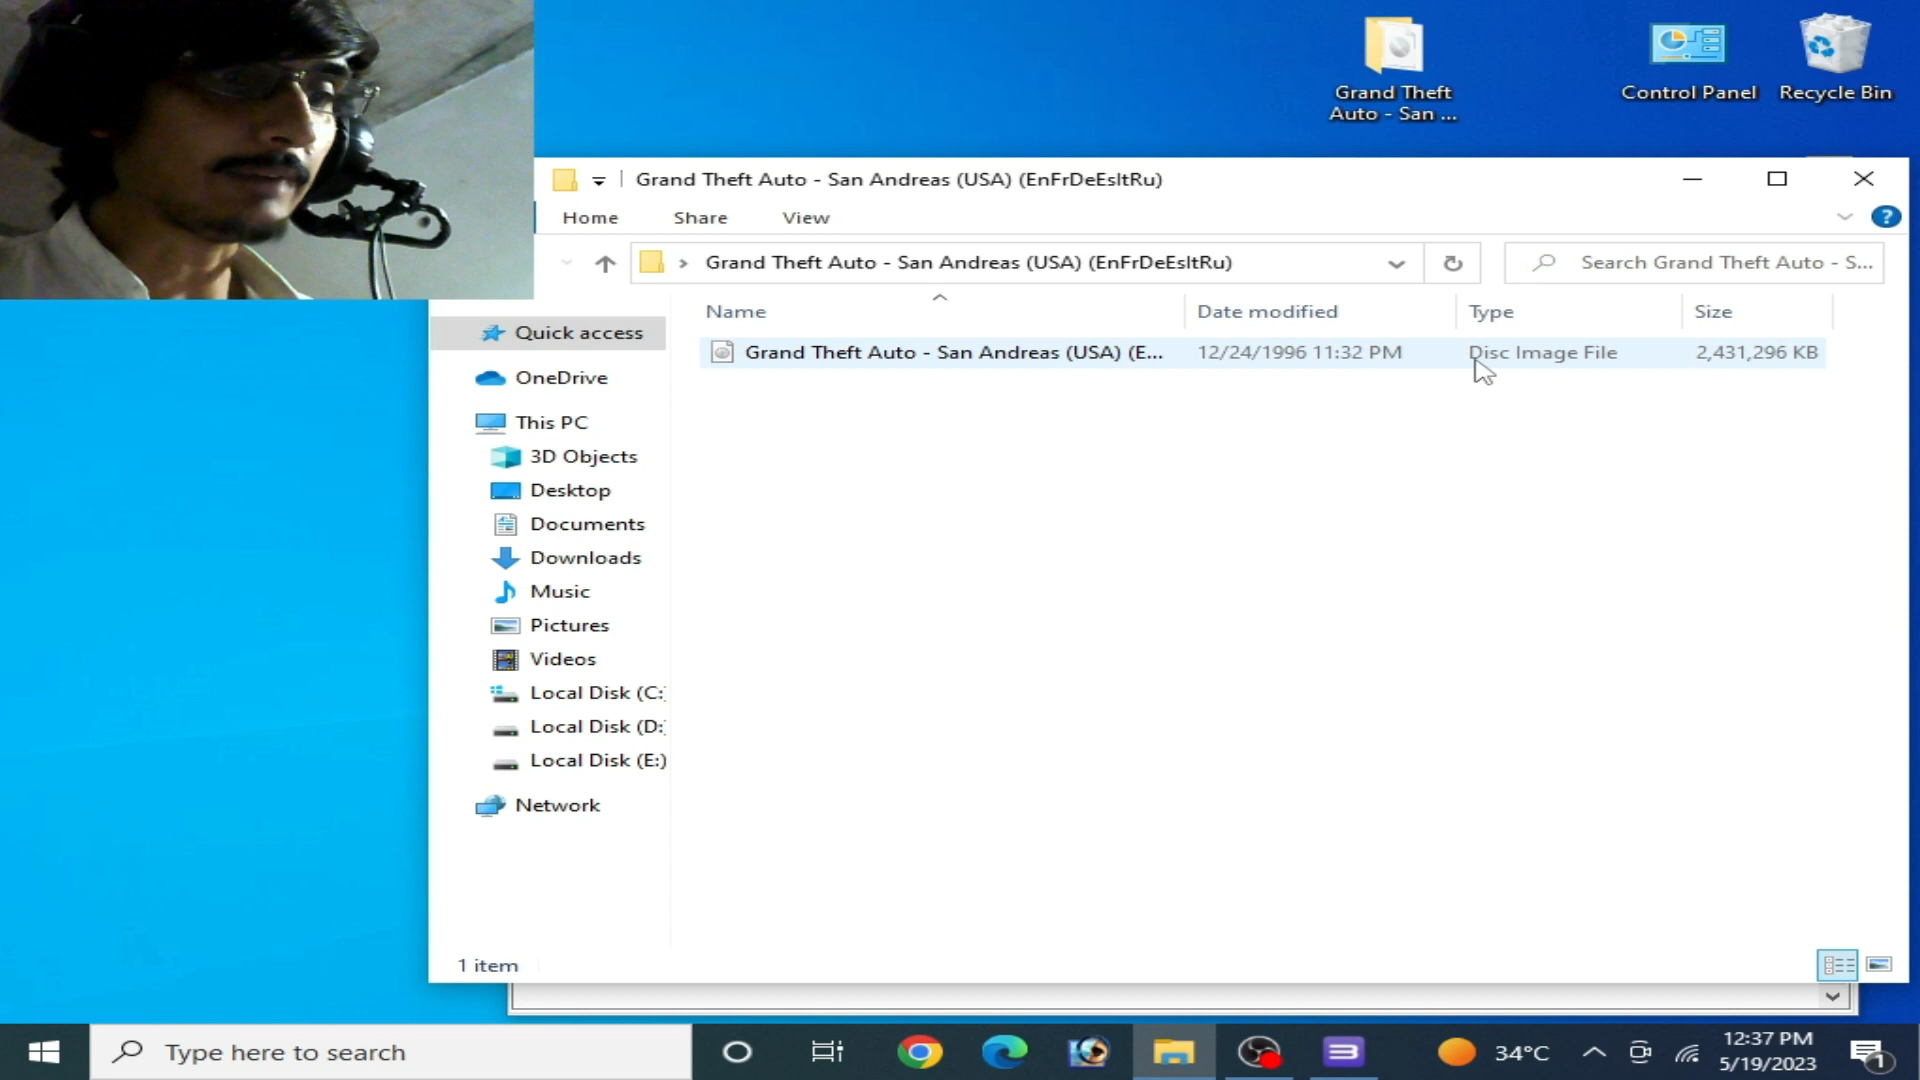 Grand Theft
Auto - San ...
Control Panel
Recycle Bin
Grand Theft Auto - San Andreas (USA) (EnFrDeEsItRu)
Home Share View
Grand Theft Auto - San Andreas (USA) (EnFrDeEsItRu)
Search Grand Theft Auto - S...
Name Date modified Type Size
Grand Theft Auto - San Andreas (USA) (E... 12/24/1996 11:32 PM Disc Image File 2,431,296 KB
Quick access
OneDrive
This PC
3D Objects
Desktop
Documents
Downloads
Music
Pictures
Videos
Local Disk (C:
Local Disk (D:
Local Disk (E:)
Network
1 item
Type here to search
34°C
12:37 PM
5/19/2023
1